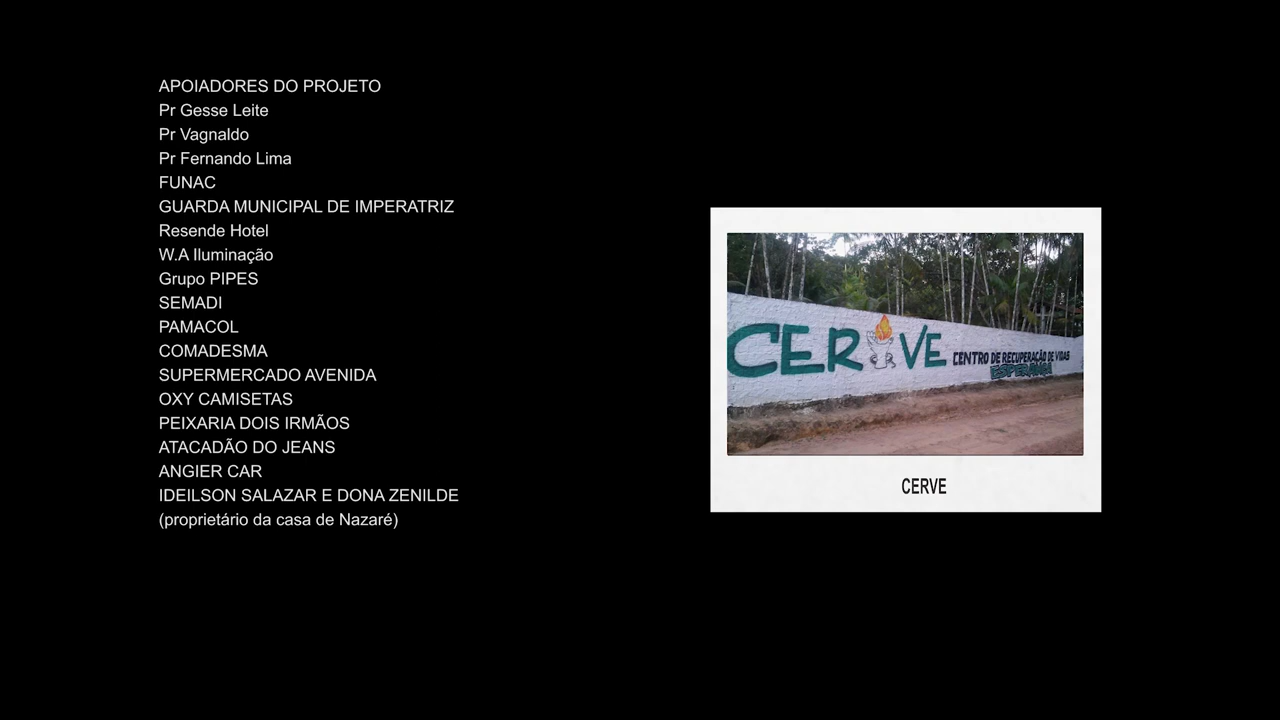 APOIADORES DO PROJETO
Pr Gesse Leite
Pr Vagnaldo
Pr Fernando Lima
FUNAC
GUARDA MUNICIPAL DE IMPERATRIZ
Resende Hotel
W.A Iluminação
Grupo PIPES
SEMADI
PAMACOL
COMADESMA
SUPERMERCADO AVENIDA
OXY CAMISETAS
PEIXARIA DOIS IRMÃOS
ATACADÃO DO JEANS
ANGIER CAR
IDEILSON SALAZAR E DONA ZENILDE
(proprietário da casa de Nazaré)
CERVE
CENTRO DE RECUPERAÇÃO DE VIDAS
ESPERANÇA
CERVE